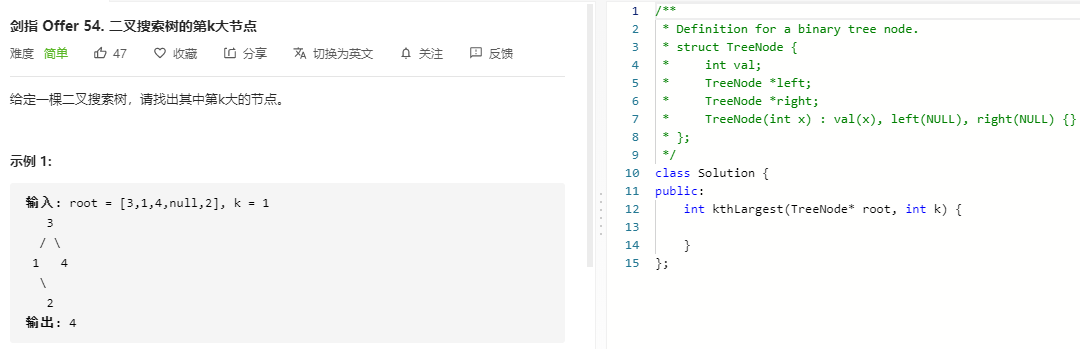 剑指 Offer 54. 二叉搜索树的第k大节点
难度 简单 47 收藏 分享 切换为英文 关注 反馈
给定一棵二叉搜索树，请找出其中第k大的节点。
示例 1:
输入: root = [3,1,4,null,2], k = 1
3
/ \
1 4
\
2
输出: 4
1 /**
2 * Definition for a binary tree node.
3 * struct TreeNode {
4 * int val;
5 * TreeNode *left;
6 * TreeNode *right;
7 * TreeNode(int x) : val(x), left(NULL), right(NULL) {}
8 * };
9 */
10 class Solution {
11 public:
12 int kthLargest(TreeNode* root, int k) {
13
14 }
15 };